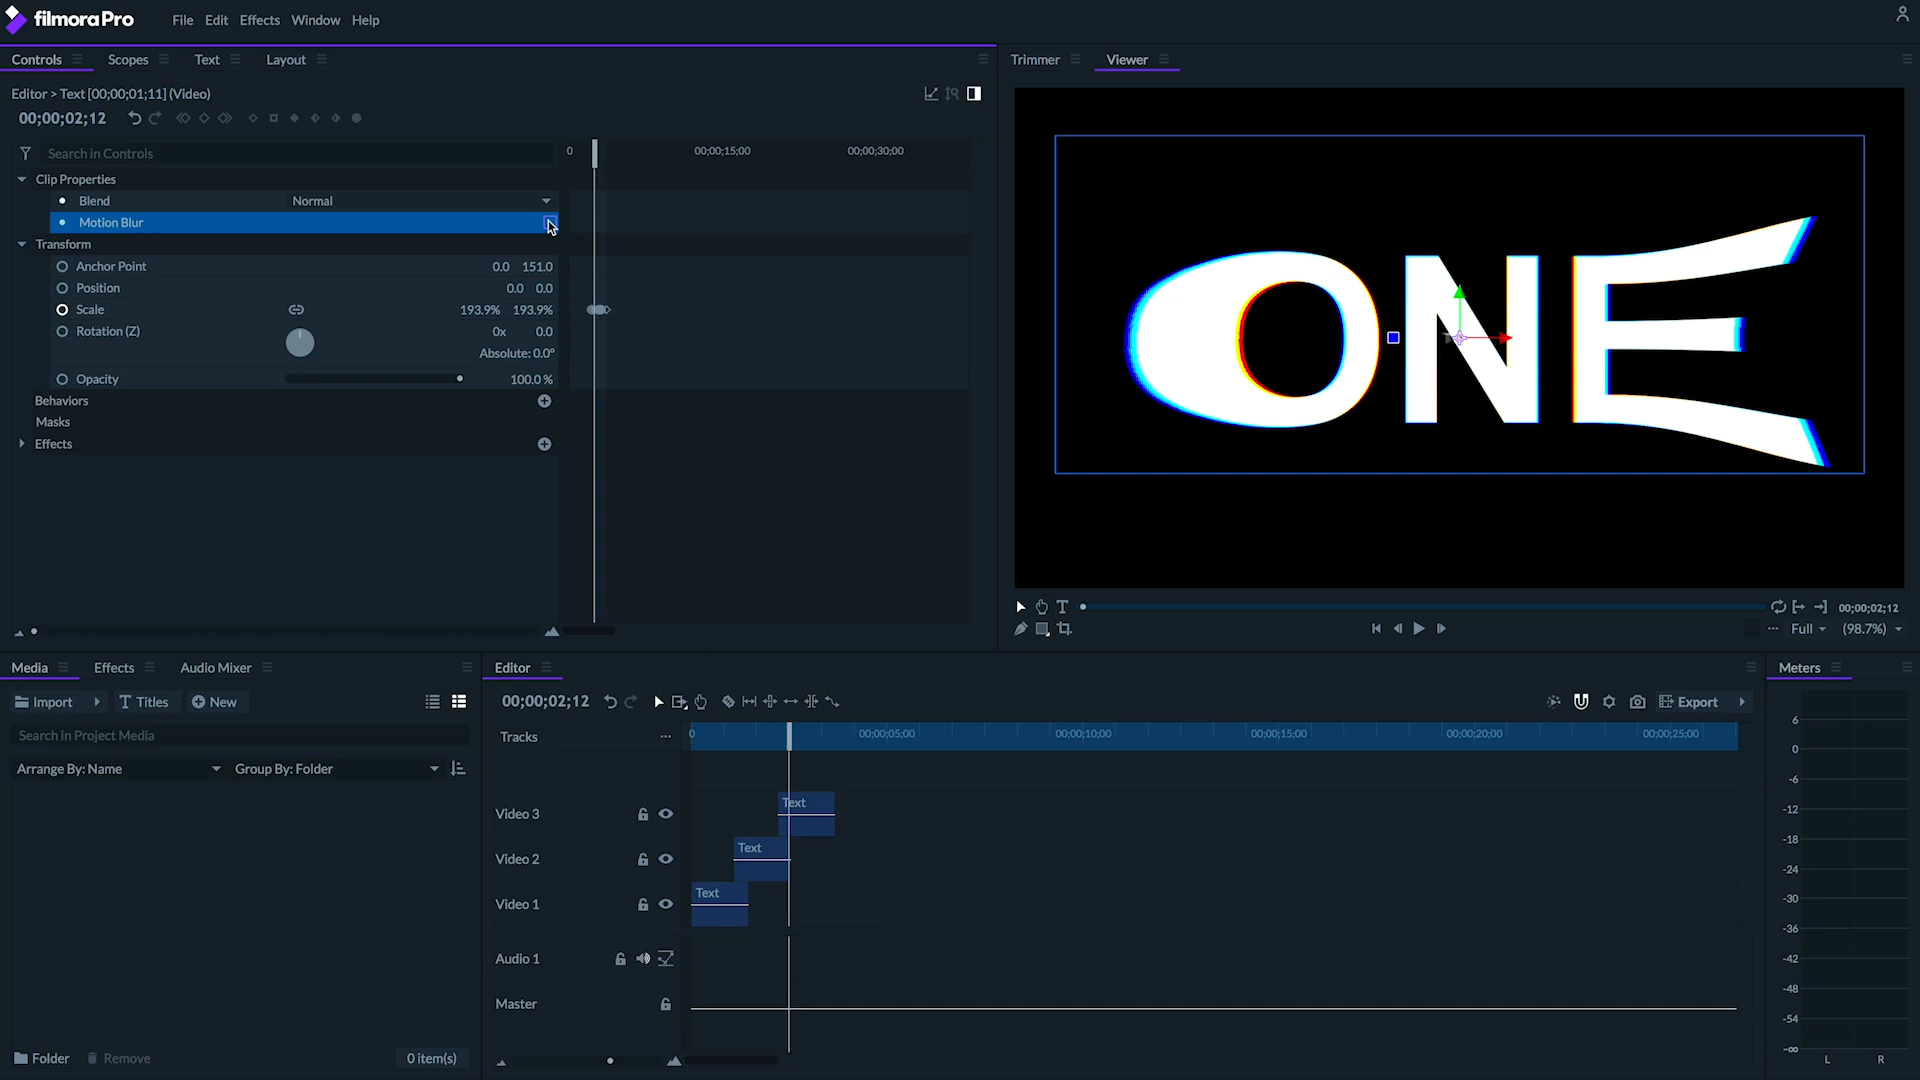 filmoraPro File Edit Effects Window Help
Controls Scopes Text Layout
Trimmer Viewer
Editor > Text [00;00;01;11] (Video)
00;00;02;12
Search in Controls
0 00;00;15;00 00;00;30;00
Clip Properties
Blend Normal
Motion Blur
Transform
Anchor Point 0.0 151.0
Position 0.0 0.0
Scale 193.9% 193.9%
Rotation (Z) 0x 0.0
Absolute: 0.0°
Opacity 100.0 %
Behaviors
Masks
Effects
ONE
00;00;02;12
Full (98.7%)
Media Effects Audio Mixer
Import Titles New
Search in Project Media
Arrange By: Name Group By: Folder
Folder Remove 0 item(s)
Editor
00;00;02;12 Export
Tracks
0 00;00;05;00 00;00;10;00 00;00;15;00 00;00;20;00 00;00;25;00
Video 3 Text
Video 2 Text
Video 1 Text
Audio 1
Master
Meters
6
0
-6
-12
-18
-24
-30
-36
-42
-48
-54
-∞
L R